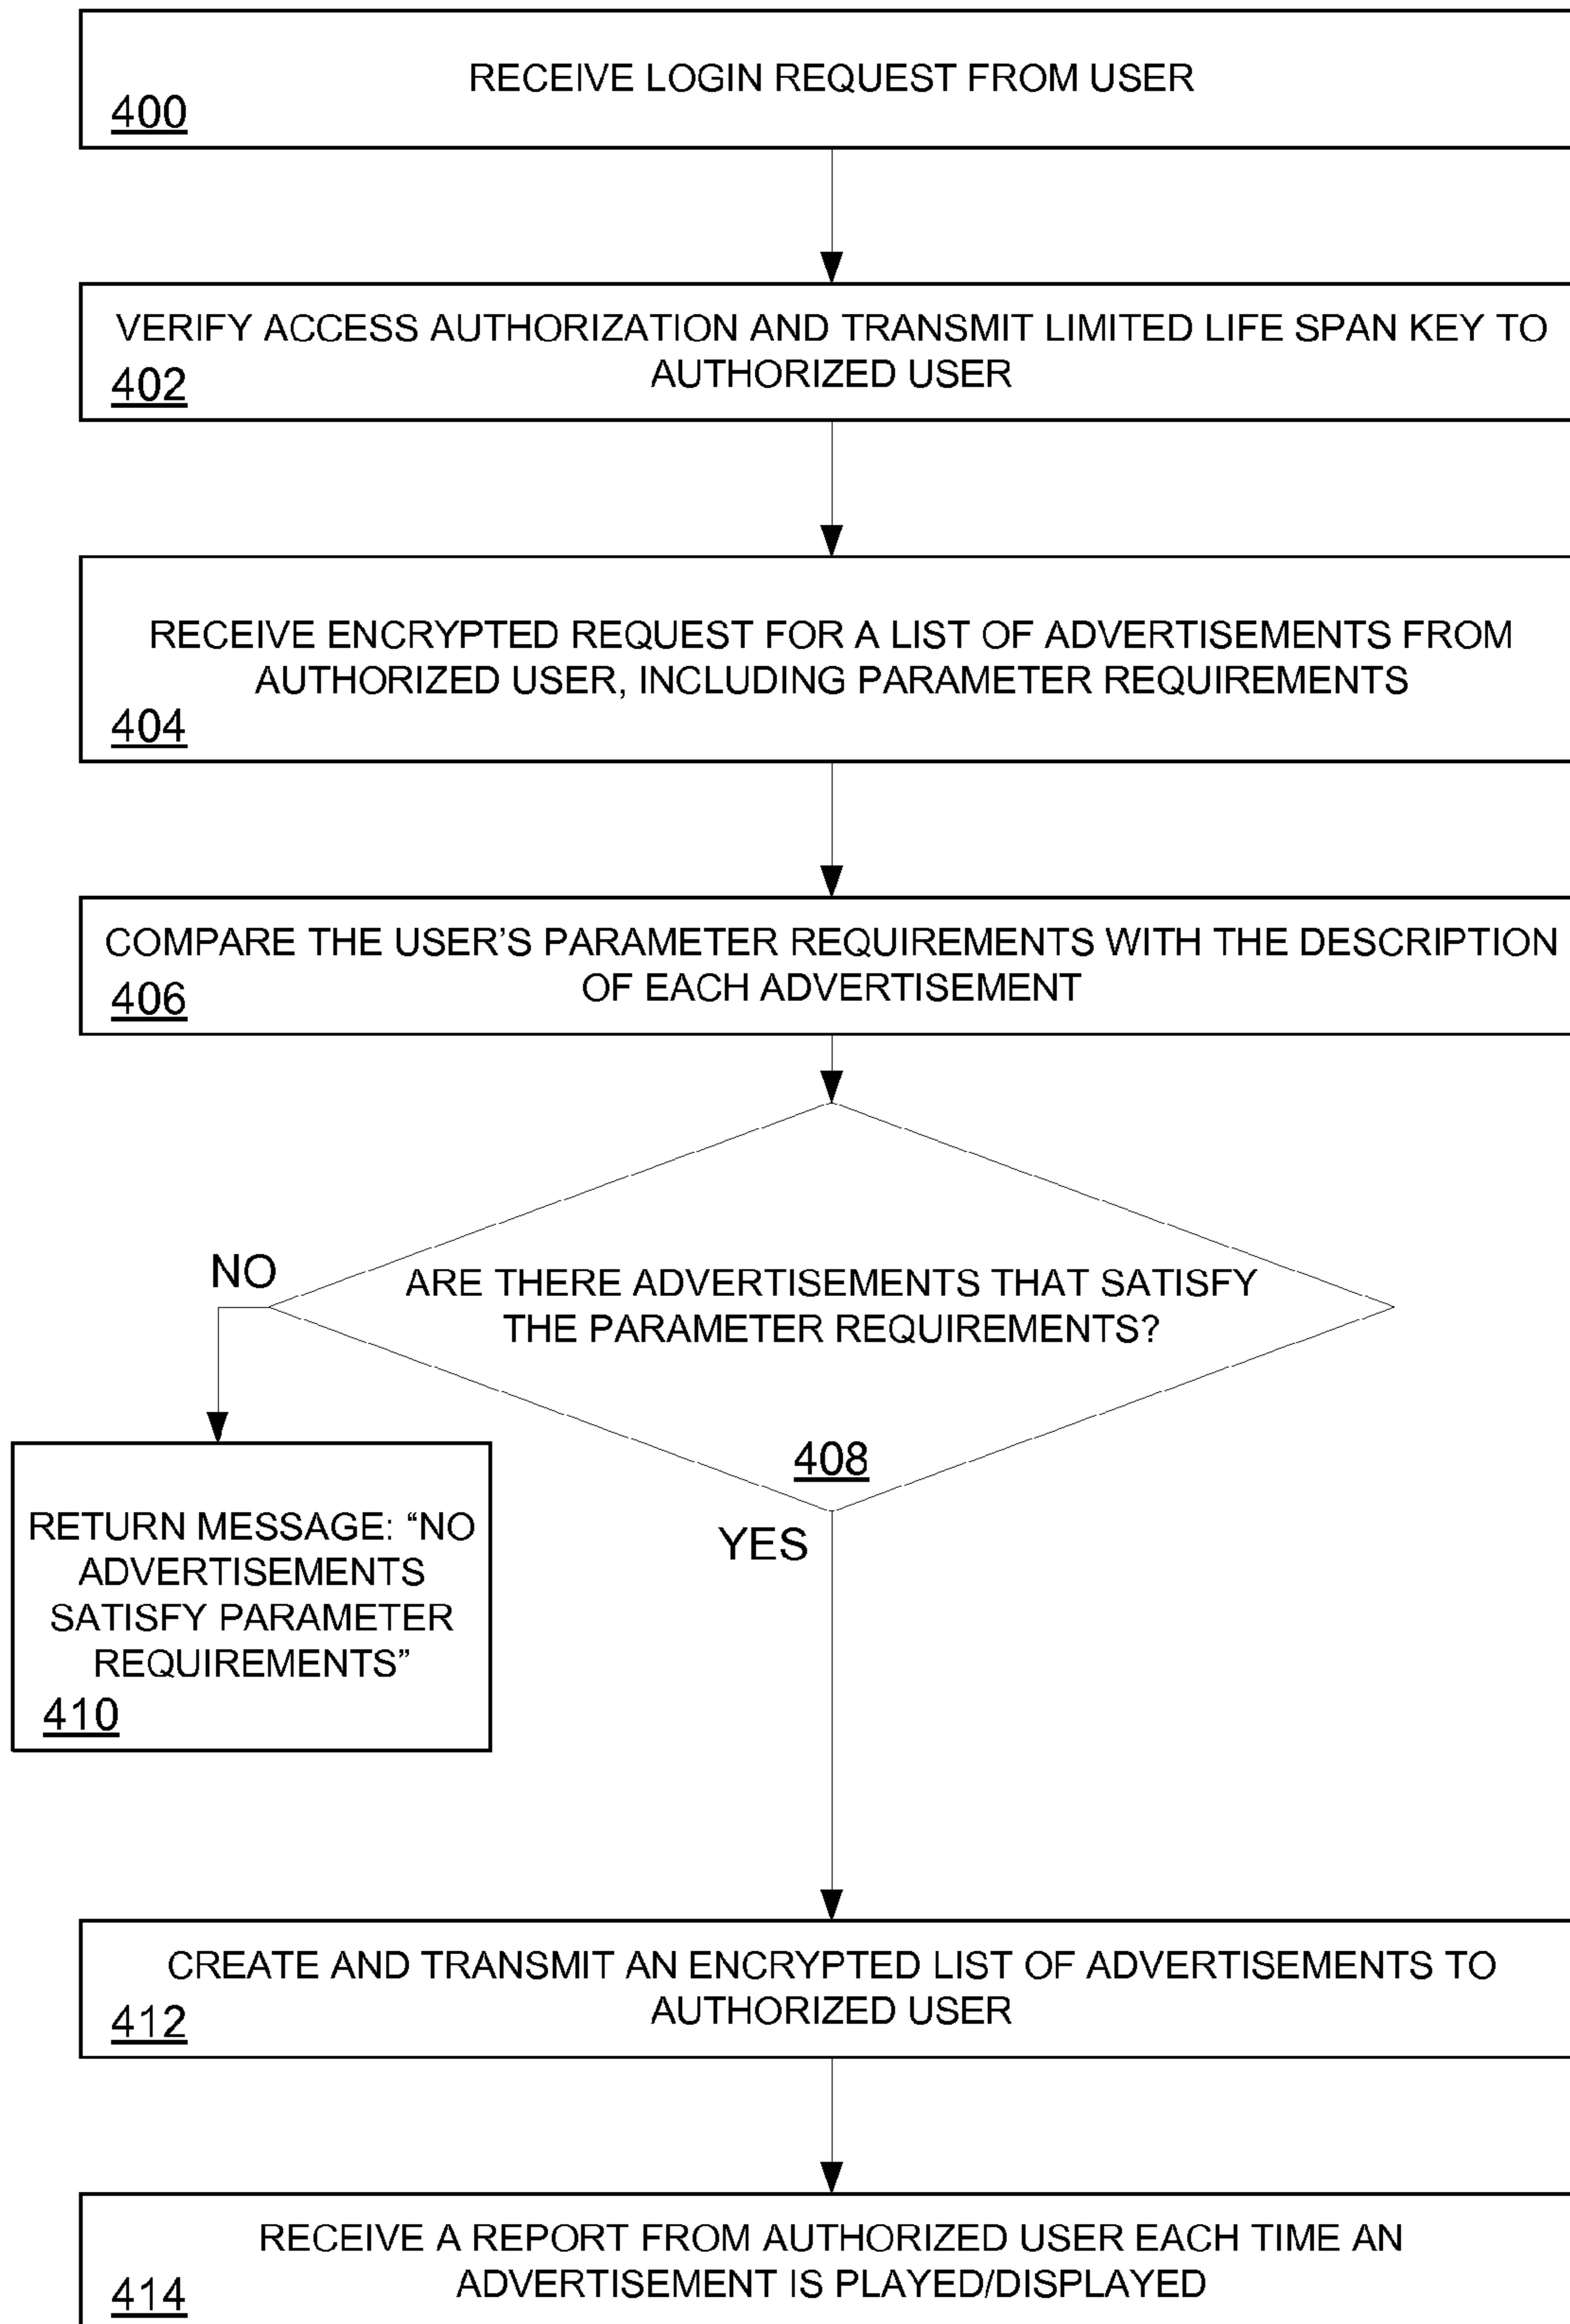 RECEIVE LOGIN REQUEST FROM USER
400
VERIFY ACCESS AUTHORIZATION AND TRANSMIT LIMITED LIFE SPAN KEY TO
AUTHORIZED USER
402
RECEIVE ENCRYPTED REQUEST FOR A LIST OF ADVERTISEMENTS FROM
AUTHORIZED USER, INCLUDING PARAMETER REQUIREMENTS
404
COMPARE THE USER’S PARAMETER REQUIREMENTS WITH THE DESCRIPTION
OF EACH ADVERTISEMENT
406
NO
ARE THERE ADVERTISEMENTS THAT SATISFY
THE PARAMETER REQUIREMENTS?
408
YES
RETURN MESSAGE: “NO
ADVERTISEMENTS
SATISFY PARAMETER
REQUIREMENTS”
410
CREATE AND TRANSMIT AN ENCRYPTED LIST OF ADVERTISEMENTS TO
AUTHORIZED USER
412
RECEIVE A REPORT FROM AUTHORIZED USER EACH TIME AN
ADVERTISEMENT IS PLAYED/DISPLAYED
414